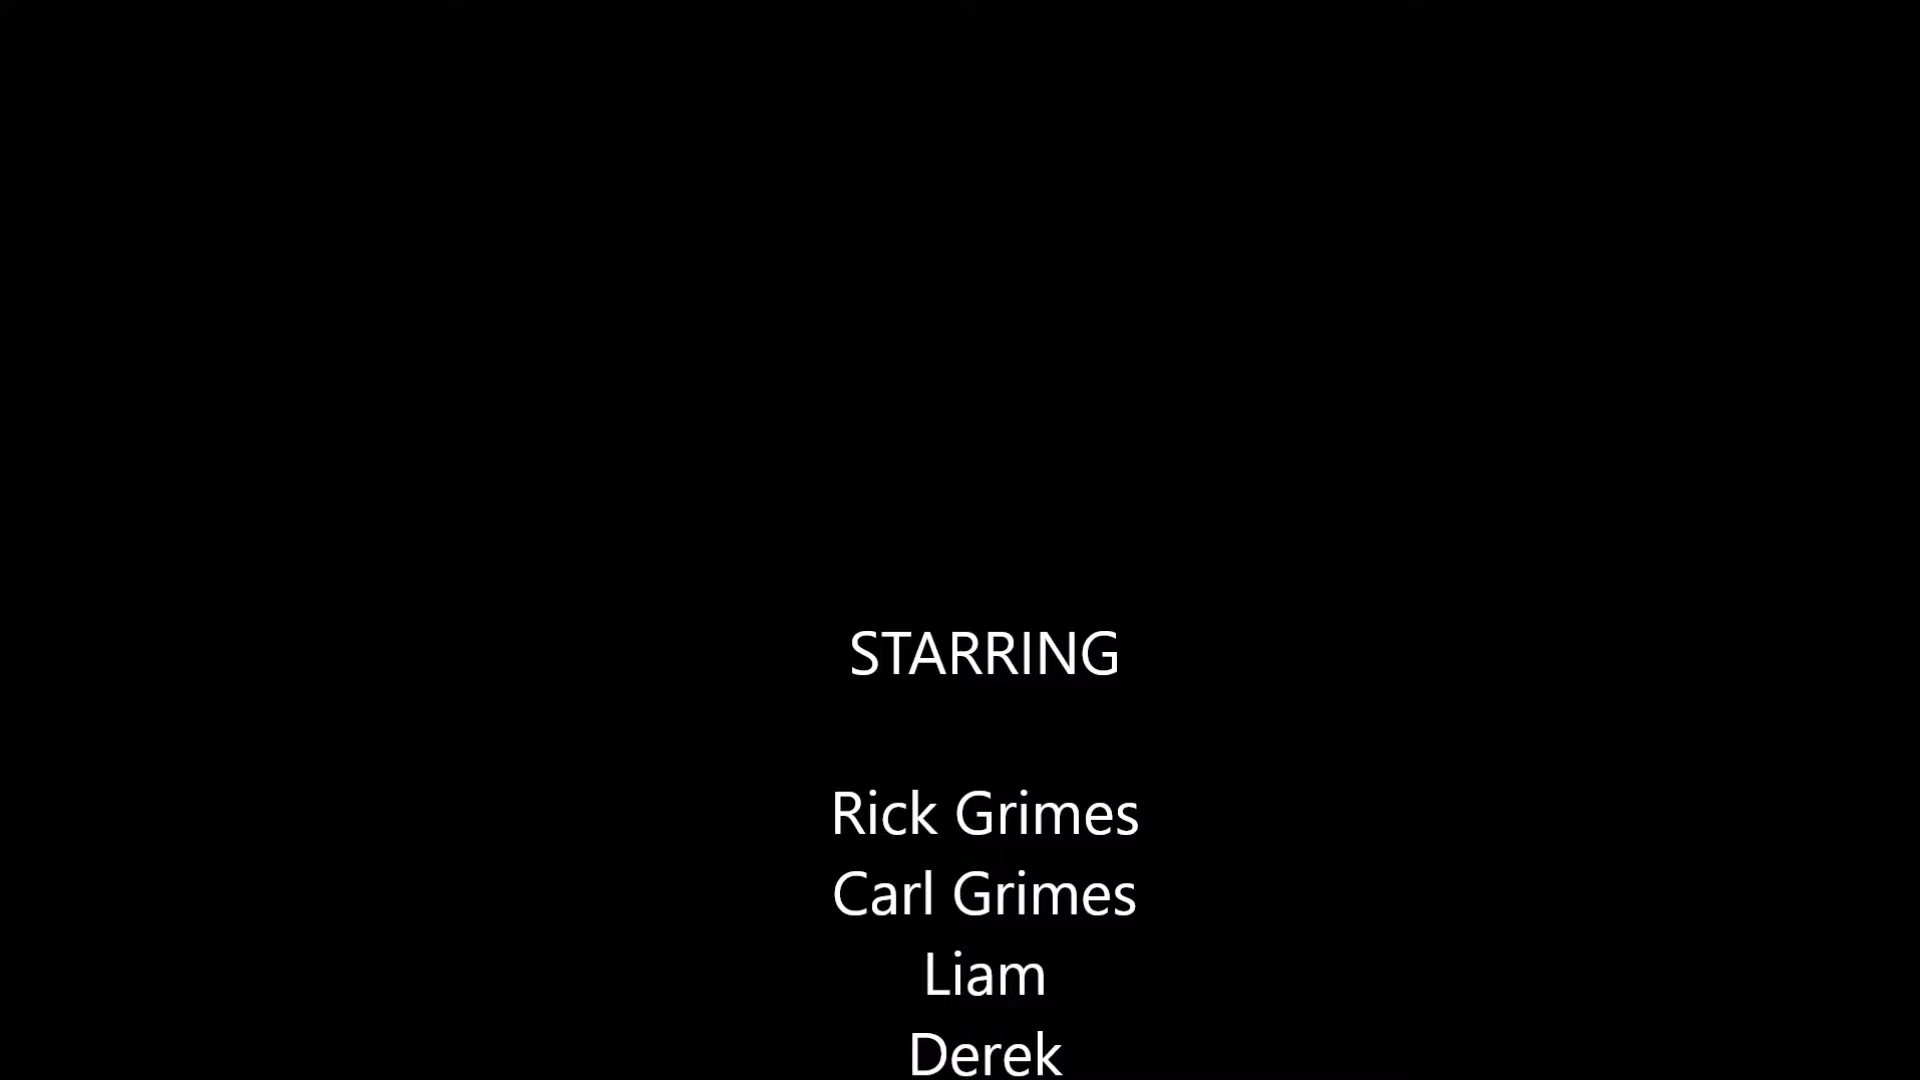 STARRING
Rick Grimes
Carl Grimes
Liam
Derek